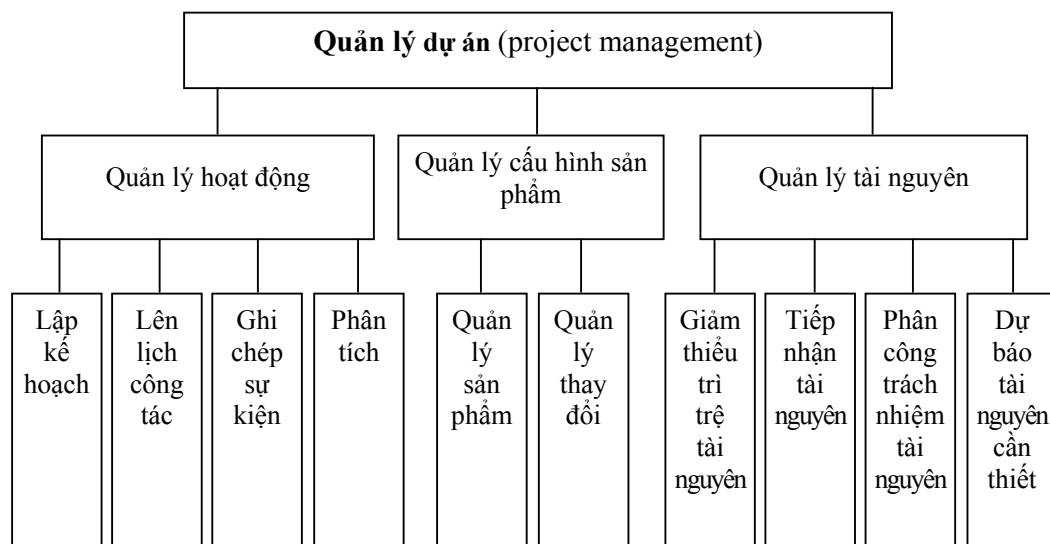 Quản lý dự án (project management)
Quản lý hoạt động
Quản lý cấu hình sản
phẩm
Quản lý tài nguyên
Lập
kế
hoạch
Lên
lịch
công
tác
Ghi
chép
sự
kiện
Phân
tích
Quản
lý
sản
phẩm
Quản
lý
thay
đổi
Giảm
thiểu
trì
trệ
tài
nguyên
Tiếp
nhận
tài
nguyên
Phân
công
trách
nhiệm
tài
nguyên
Dự
báo
tài
nguyên
cần
thiết